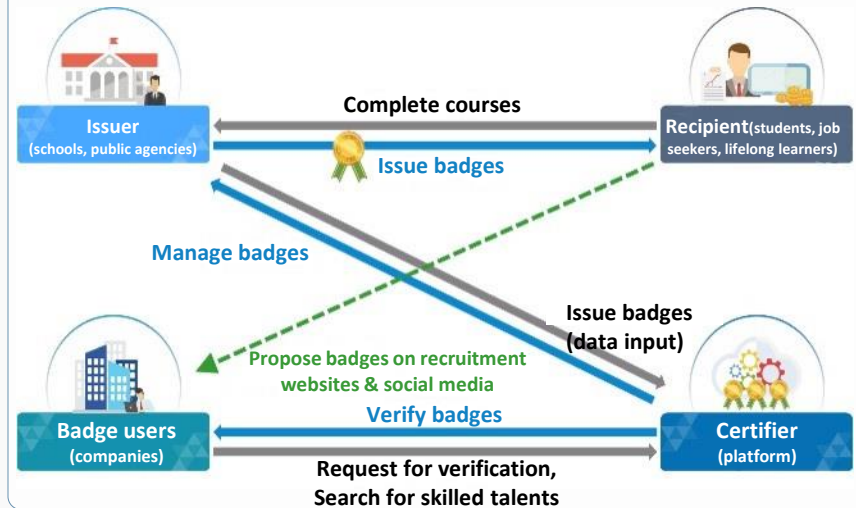 Complete courses
Issuer
(schools, public agencies)
Recipient(students, job
seekers, lifelong learners)
Issue badges
Manage badges
Issue badges
(data input)
Propose badges on recruitment
websites & social media
Verify badges
Badge users
(companies)
Certifier
(platform)
Request for verification,
Search for skilled talents